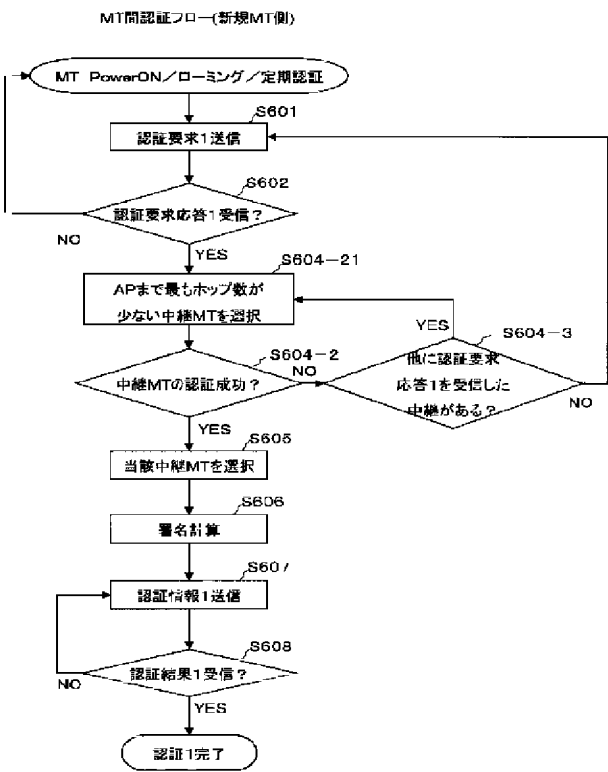 MT間認証フロー(新規MT側)
MT PowerON／ローミング／定期認証
S601
認証要求1送信
S602
認証要求応答1受信？
NO
YES
S604－21
APまで最もホップ数が
少ない中継MTを選択
YES
S604－3
S604－2
NO
他に認証要求
応答1を受信した
中継がある？
NO
中継MTの認証成功？
YES
S605
当該中継MTを選択
S606
署名計算
S607
認証情報1送信
S608
認証結果1受信？
NO
YES
認証1完了